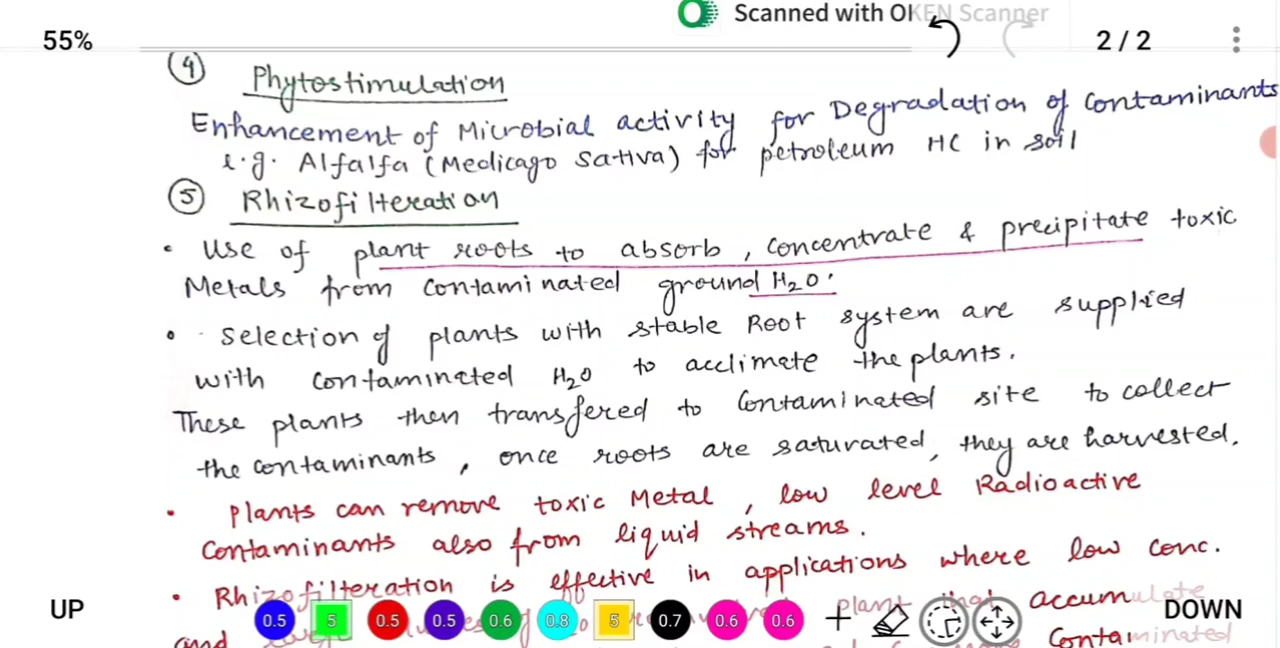 Scanned with OKEN Scanner
55%
2/2
④ Phytostimulation
Enhancement of Microbial activity for Degradation of Contaminants
e.g. Alfalfa (Medicago sativa) for petroleum HC in soil
⑤ Rhizofilteration
• Use of plant roots to absorb, concentrate & precipitate toxic
Metals from contaminated ground H₂O.
• Selection of plants with stable Root system are supplied
with contaminated H₂O to acclimate the plants.
These plants then transfered to contaminated site to collect
the contaminants, once roots are saturated, they are harvested.
• Plants can remove toxic Metal, low level Radioactive
Contaminants also from liquid streams.
• Rhizofilteration is effective in applications where low conc.
and plant that accumulate
Contaminated
UP
0.5 5 0.5 0.5 0.6 0.8 5 0.7 0.6 0.6 +
DOWN